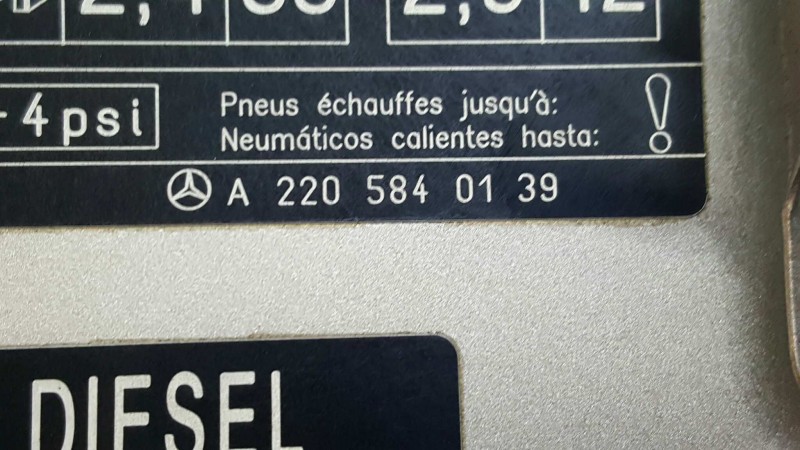 4psi
Pneus échauffes jusqu'à:
Neumáticos calientes hasta:
!
A 220 584 01 39
DIESEL